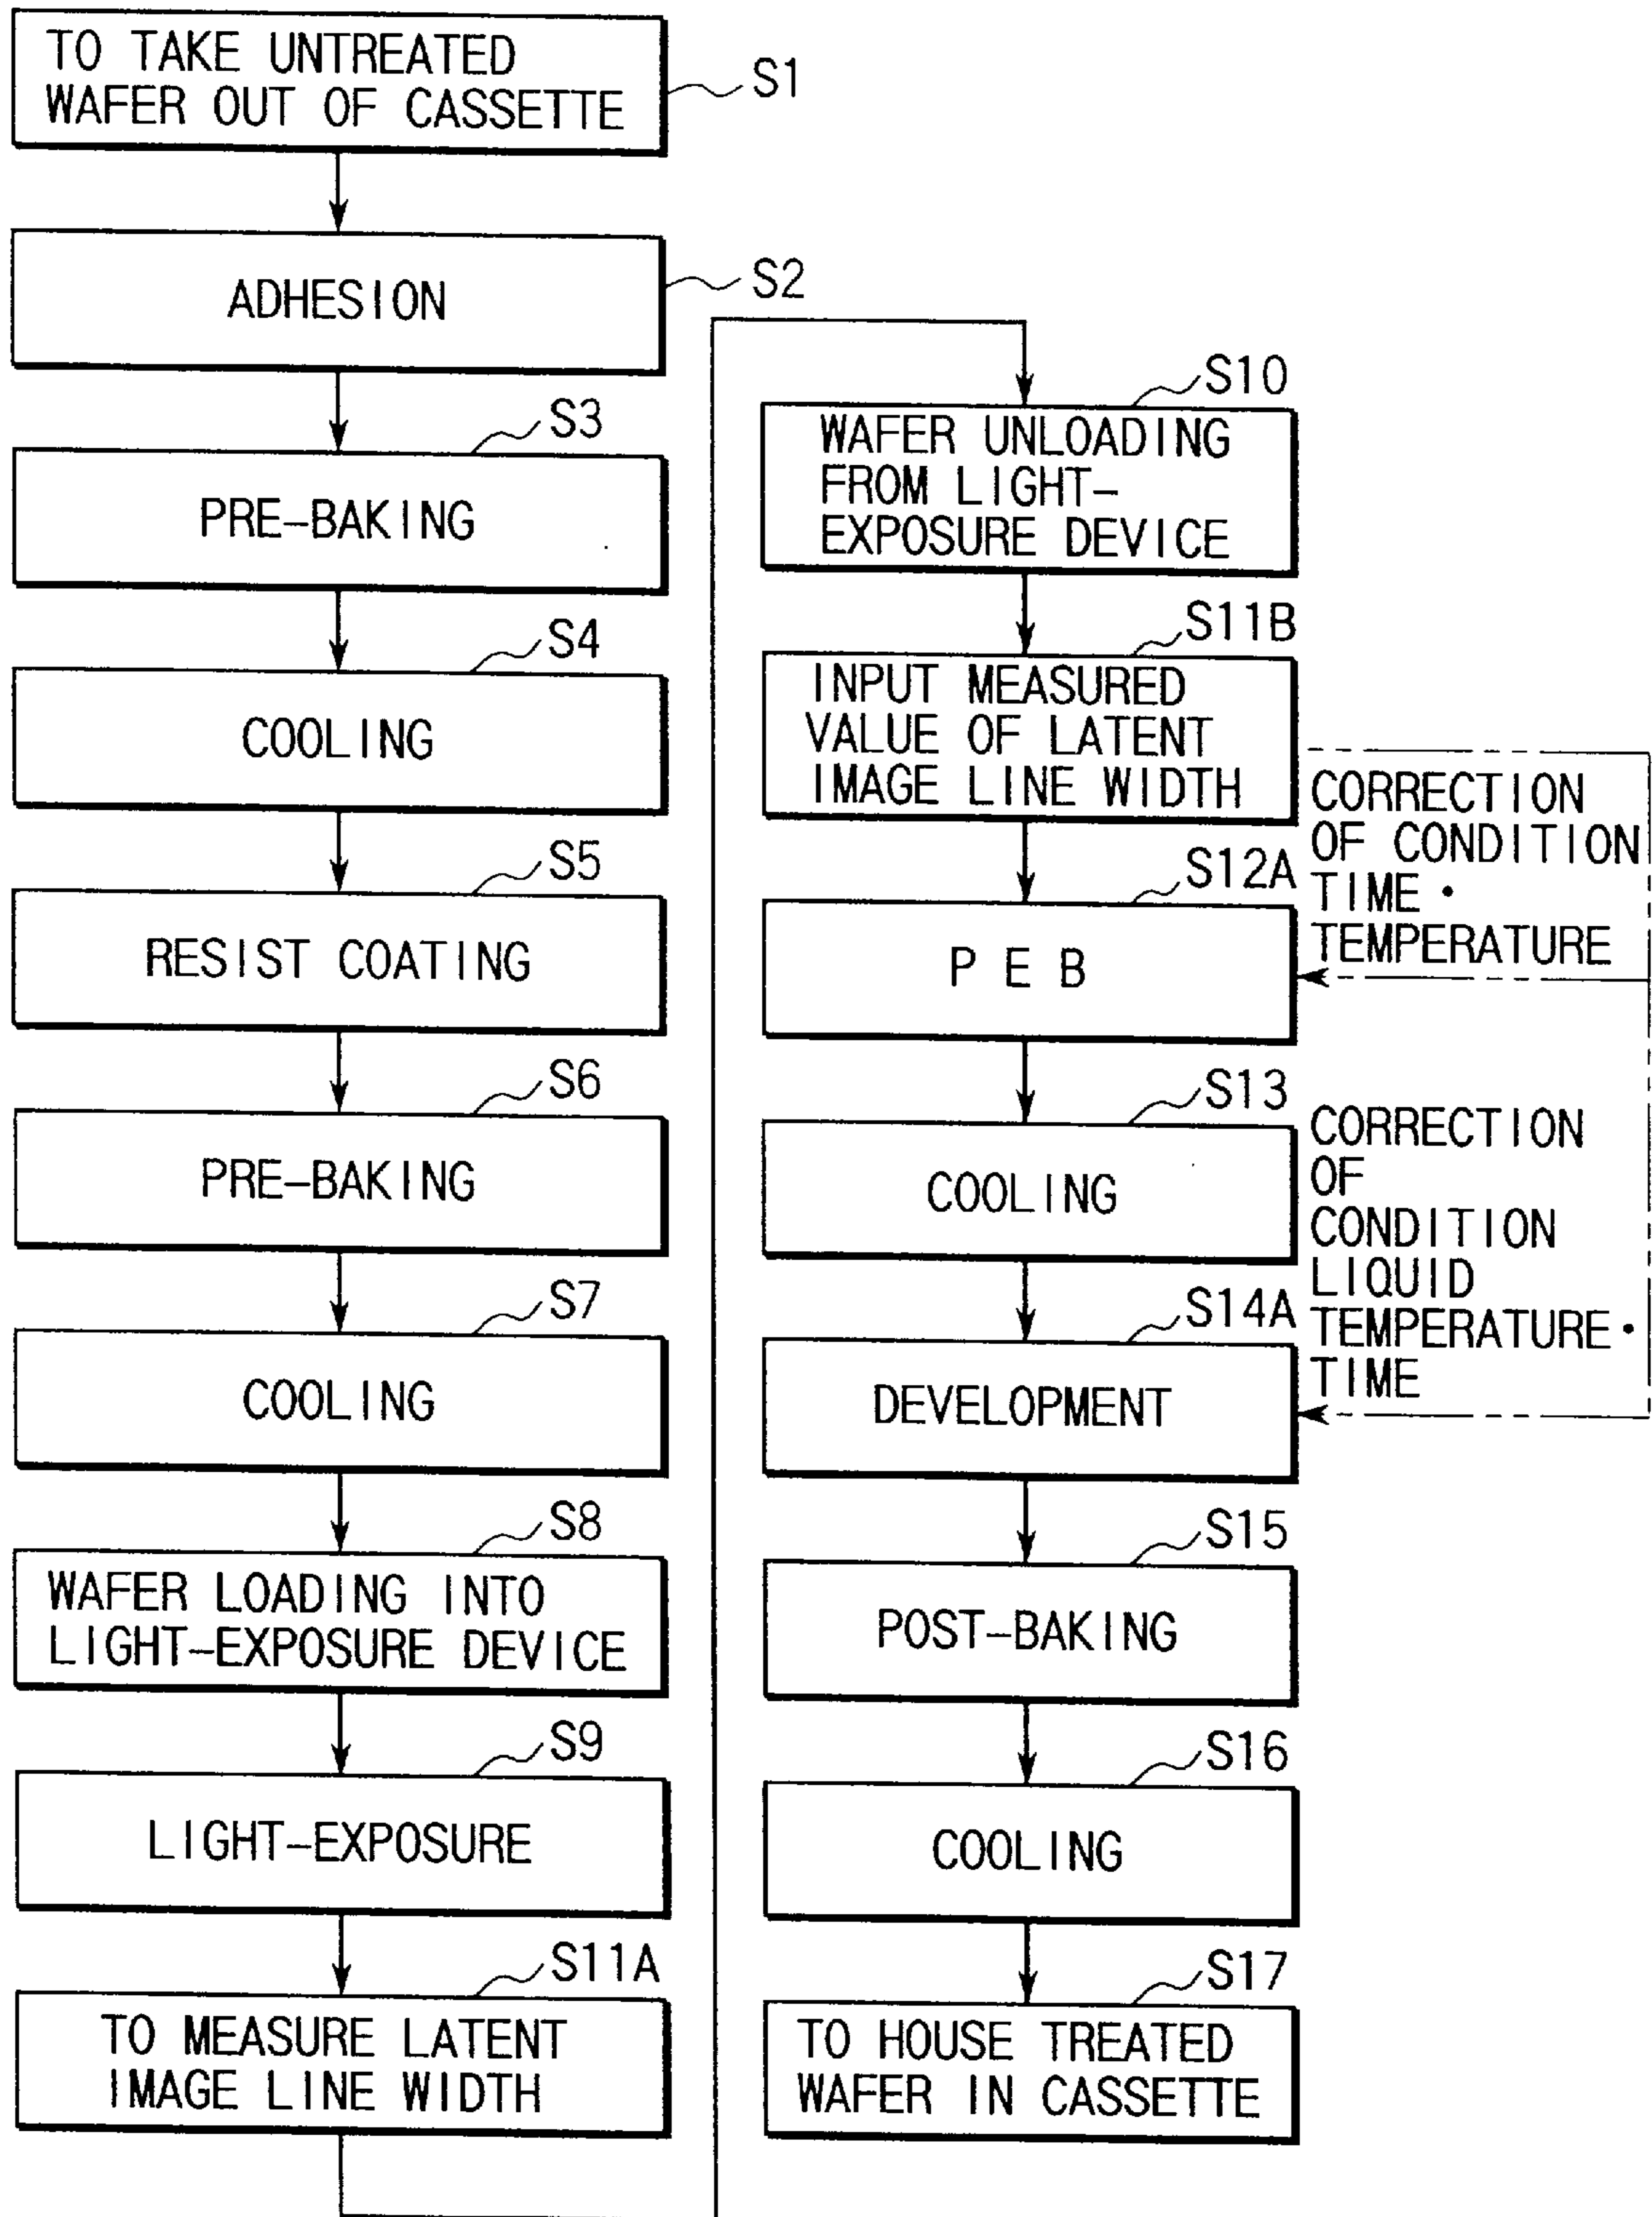 TO TAKE UNTREATED
WAFER OUT OF CASSETTE
S1
ADHESION
S2
S3
PRE-BAKING
S4
COOLING
S5
RESIST COATING
S6
PRE-BAKING
S7
COOLING
S8
WAFER LOADING INTO
LIGHT-EXPOSURE DEVICE
S9
LIGHT-EXPOSURE
S11A
TO MEASURE LATENT
IMAGE LINE WIDTH
S10
WAFER UNLOADING
FROM LIGHT-
EXPOSURE DEVICE
S11B
INPUT MEASURED
VALUE OF LATENT
IMAGE LINE WIDTH
CORRECTION
OF CONDITION
TIME・
TEMPERATURE
S12A
P E B
S13
COOLING
CORRECTION
OF
CONDITION
LIQUID
TEMPERATURE・
TIME
S14A
DEVELOPMENT
S15
POST-BAKING
S16
COOLING
S17
TO HOUSE TREATED
WAFER IN CASSETTE